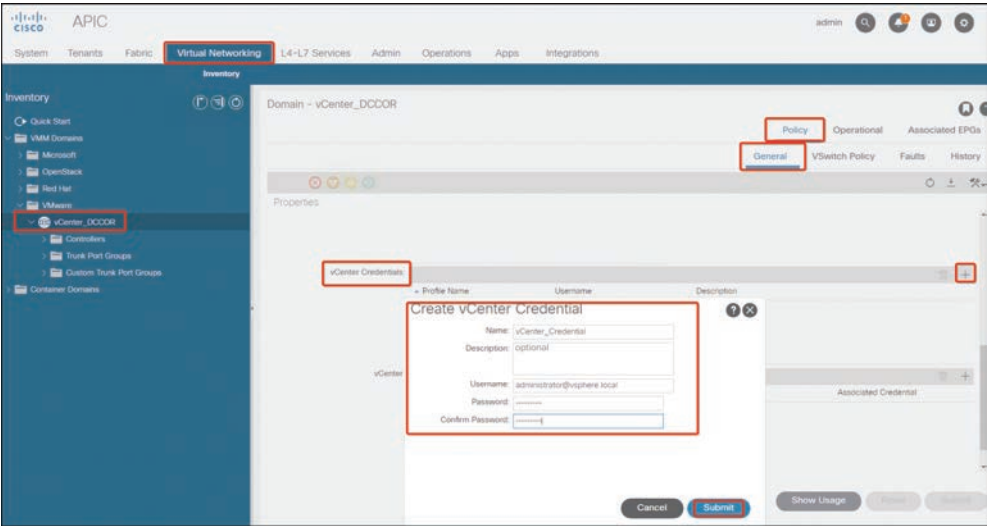 CISCO
APIC
admin
System Tenants Fabric Virtual Networking L4-L7 Services Admin Operations Apps Integrations
Inventory
Inventory
Quick Start
VMM Domains
Microsoft
OpenStack
Red Hat
VMware
vCenter_DCCOR
Controllers
Trunk Port Groups
Custom Trunk Port Groups
Container Domains
Domain - vCenter_DCCOR
Policy Operational Associated EPGs
General VSwitch Policy Faults History
Properties
vCenter Credentials:
Profile Name Username Description
Create vCenter Credential
Name: vCenter_Credential
Description: optional
Username: administrator@vsphere.local
Password:
Confirm Password:
vCenter
Associated Credential
Cancel Submit
Show Usage